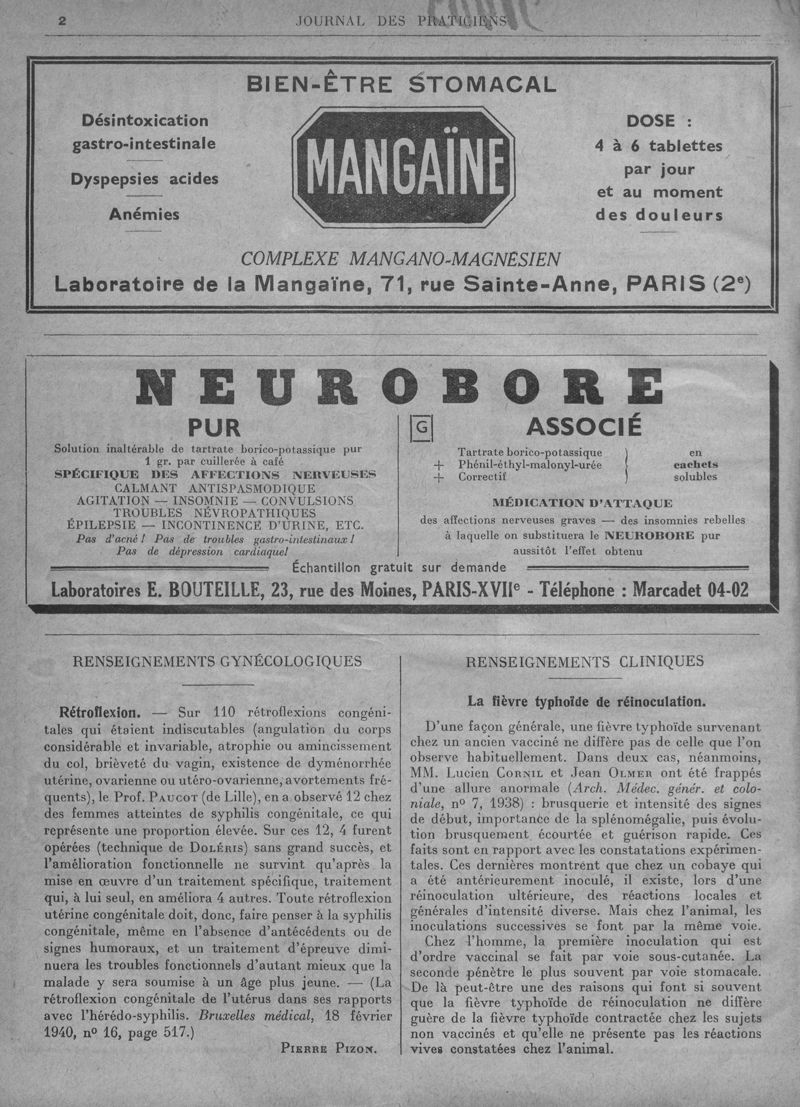 2
JOURNAL DES PRATICIENS
BIEN-ÊTRE STOMACAL
Désintoxication
gastro-intestinale
Dyspepsies acides
Anémies
MANGAÏNE
DOSE :
4 à 6 tablettes
par jour
et au moment
des douleurs
COMPLEXE MANGANO-MAGNÉSIEN
Laboratoire de la Mangaïne, 71, rue Sainte-Anne, PARIS (2e)
NEUROBORE
PUR
Solution inaltérable de tartrate borico-potassique pur
1 gr. par cuillerée à café
SPÉCIFIQUE DES AFFECTIONS NERVEUSES
CALMANT ANTISPASMODIQUE
AGITATION — INSOMNIE — CONVULSIONS
TROUBLES NÉVROPATHIQUES
ÉPILEPSIE — INCONTINENCE D'URINE, ETC.
Pas d'acné ! Pas de troubles gastro-intestinaux !
Pas de dépression cardiaque!
G
ASSOCIÉ
Tartrate borico-potassique
+ Phénil-éthyl-malonyl-urée
+ Correctif
en
cachets
solubles
MÉDICATION D'ATTAQUE
des affections nerveuses graves — des insomnies rebelles
à laquelle on substituera le NEUROBORE pur
aussitôt l'effet obtenu
Échantillon gratuit sur demande
Laboratoires E. BOUTEILLE, 23, rue des Moines, PARIS-XVIIe - Téléphone : Marcadet 04-02
RENSEIGNEMENTS GYNÉCOLOGIQUES
Rétroflexion. — Sur 110 rétroflexions congéni-
tales qui étaient indiscutables (angulation du corps
considérable et invariable, atrophie ou amincissement
du col, brièveté du vagin, existence de dyménorrhée
utérine, ovarienne ou utéro-ovarienne, avortements fré-
quents), le Prof. PAUCOT (de Lille), en a observé 12 chez
des femmes atteintes de syphilis congénitale, ce qui
représente une proportion élevée. Sur ces 12, 4 furent
opérées (technique de DOLÉRIS) sans grand succès, et
l'amélioration fonctionnelle ne survint qu'après la
mise en œuvre d'un traitement spécifique, traitement
qui, à lui seul, en améliora 4 autres. Toute rétroflexion
utérine congénitale doit, donc, faire penser à la syphilis
congénitale, même en l'absence d'antécédents ou de
signes humoraux, et un traitement d'épreuve dimi-
nuera les troubles fonctionnels d'autant mieux que la
malade y sera soumise à un âge plus jeune. — (La
rétroflexion congénitale de l'utérus dans ses rapports
avec l'hérédo-syphilis. Bruxelles médical, 18 février
1940, no 16, page 517.)
PIERRE PIZON.
RENSEIGNEMENTS CLINIQUES
La fièvre typhoïde de réinoculation.
D'une façon générale, une fièvre typhoïde survenant
chez un ancien vacciné ne diffère pas de celle que l'on
observe habituellement. Dans deux cas, néanmoins,
MM. Lucien CORNIL et Jean OLMER ont été frappés
d'une allure anormale (Arch. Médec. génér. et colo-
niale, no 7, 1938) : brusquerie et intensité des signes
de début, importance de la splénomégalie, puis évolu-
tion brusquement écourtée et guérison rapide. Ces
faits sont en rapport avec les constatations expérimen-
tales. Ces dernières montrent que chez un cobaye qui
a été antérieurement inoculé, il existe, lors d'une
réinoculation ultérieure, des réactions locales et
générales d'intensité diverse. Mais chez l'animal, les
inoculations successives se font par la même voie.
Chez l'homme, la première inoculation qui est
d'ordre vaccinal se fait par voie sous-cutanée. La
seconde pénètre le plus souvent par voie stomacale.
De là peut-être une des raisons qui font si souvent
que la fièvre typhoïde de réinoculation ne diffère
guère de la fièvre typhoïde contractée chez les sujets
non vaccinés et qu'elle ne présente pas les réactions
vives constatées chez l'animal.